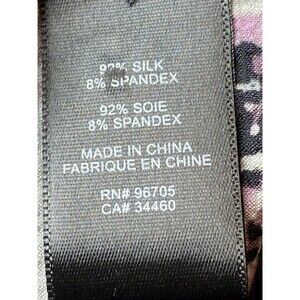 92% SILK
8% SPANDEX
92% SOIE
8% SPANDEX
MADE IN CHINA
FABRIQUE EN CHINE
RN# 96705
CA# 34460